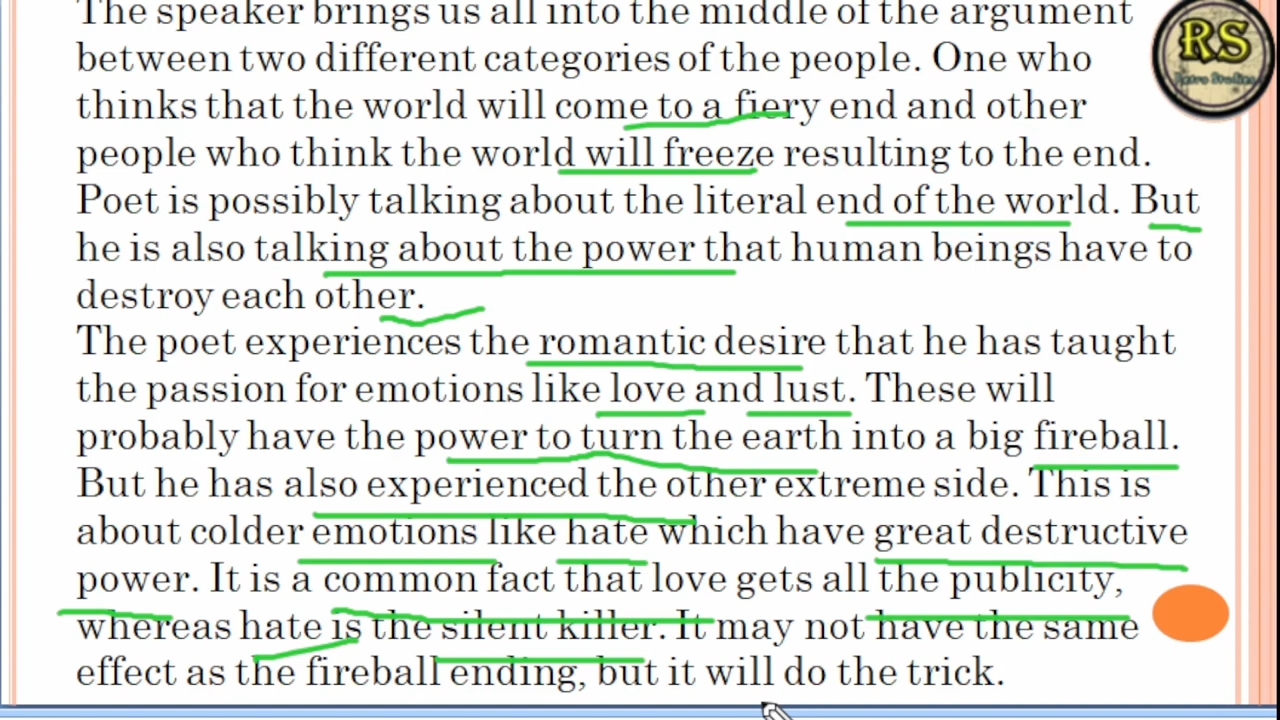 The speaker brings us all into the middle of the argument
between two different categories of the people. One who
thinks that the world will come to a fiery end and other
people who think the world will freeze resulting to the end.
Poet is possibly talking about the literal end of the world. But
he is also talking about the power that human beings have to
destroy each other.
The poet experiences the romantic desire that he has taught
the passion for emotions like love and lust. These will
probably have the power to turn the earth into a big fireball.
But he has also experienced the other extreme side. This is
about colder emotions like hate which have great destructive
power. It is a common fact that love gets all the publicity,
whereas hate is the silent killer. It may not have the same
effect as the fireball ending, but it will do the trick.
RS